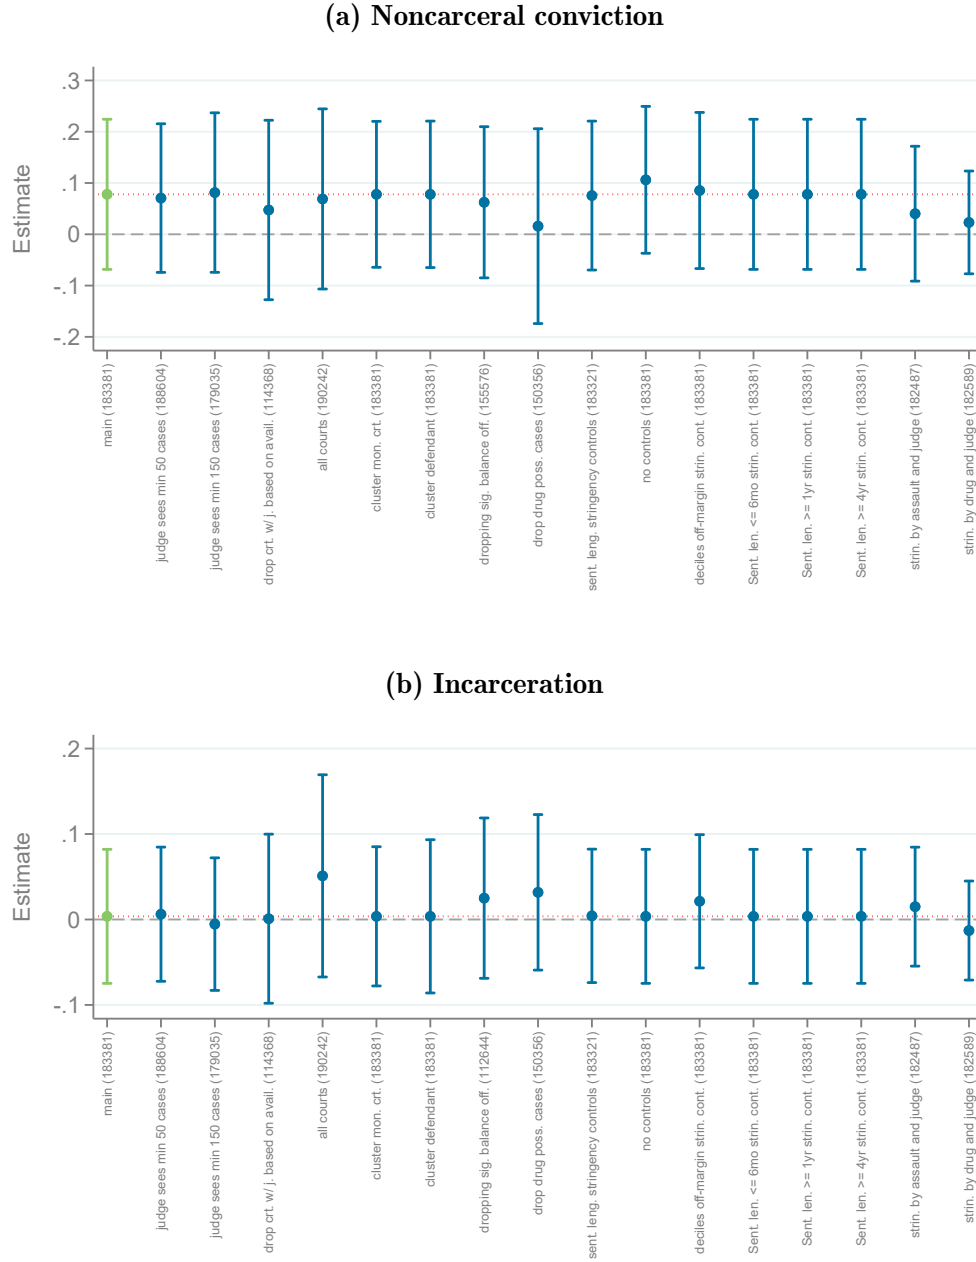 (a) Noncarceral conviction
.3
.2
.1
0
-.1
-.2
Estimate
main (183381)
judge sees min 50 cases (188604)
judge sees min 150 cases (179035)
drop crt. w/ j. based on avail. (114368)
all courts (190242)
cluster mon. crt. (183381)
cluster defendant (183381)
dropping sig. balance off. (155576)
drop drug poss. cases (150356)
sent. leng. stringency controls (183321)
no controls (183381)
deciles off-margin strin. cont. (183381)
Sent. len. <= 6mo strin. cont. (183381)
Sent. len. >= 1yr strin. cont. (183381)
Sent. len. >= 4yr strin. cont. (183381)
strin. by assault and judge (182487)
strin. by drug and judge (182589)
(b) Incarceration
.2
.1
0
-.1
Estimate
main (183381)
judge sees min 50 cases (188604)
judge sees min 150 cases (179035)
drop crt. w/ j. based on avail. (114368)
all courts (190242)
cluster mon. crt. (183381)
cluster defendant (183381)
dropping sig. balance off. (112644)
drop drug poss. cases (150356)
sent. leng. stringency controls (183321)
no controls (183381)
deciles off-margin strin. cont. (183381)
Sent. len. <= 6mo strin. cont. (183381)
Sent. len. >= 1yr strin. cont. (183381)
Sent. len. >= 4yr strin. cont. (183381)
strin. by assault and judge (182487)
strin. by drug and judge (182589)